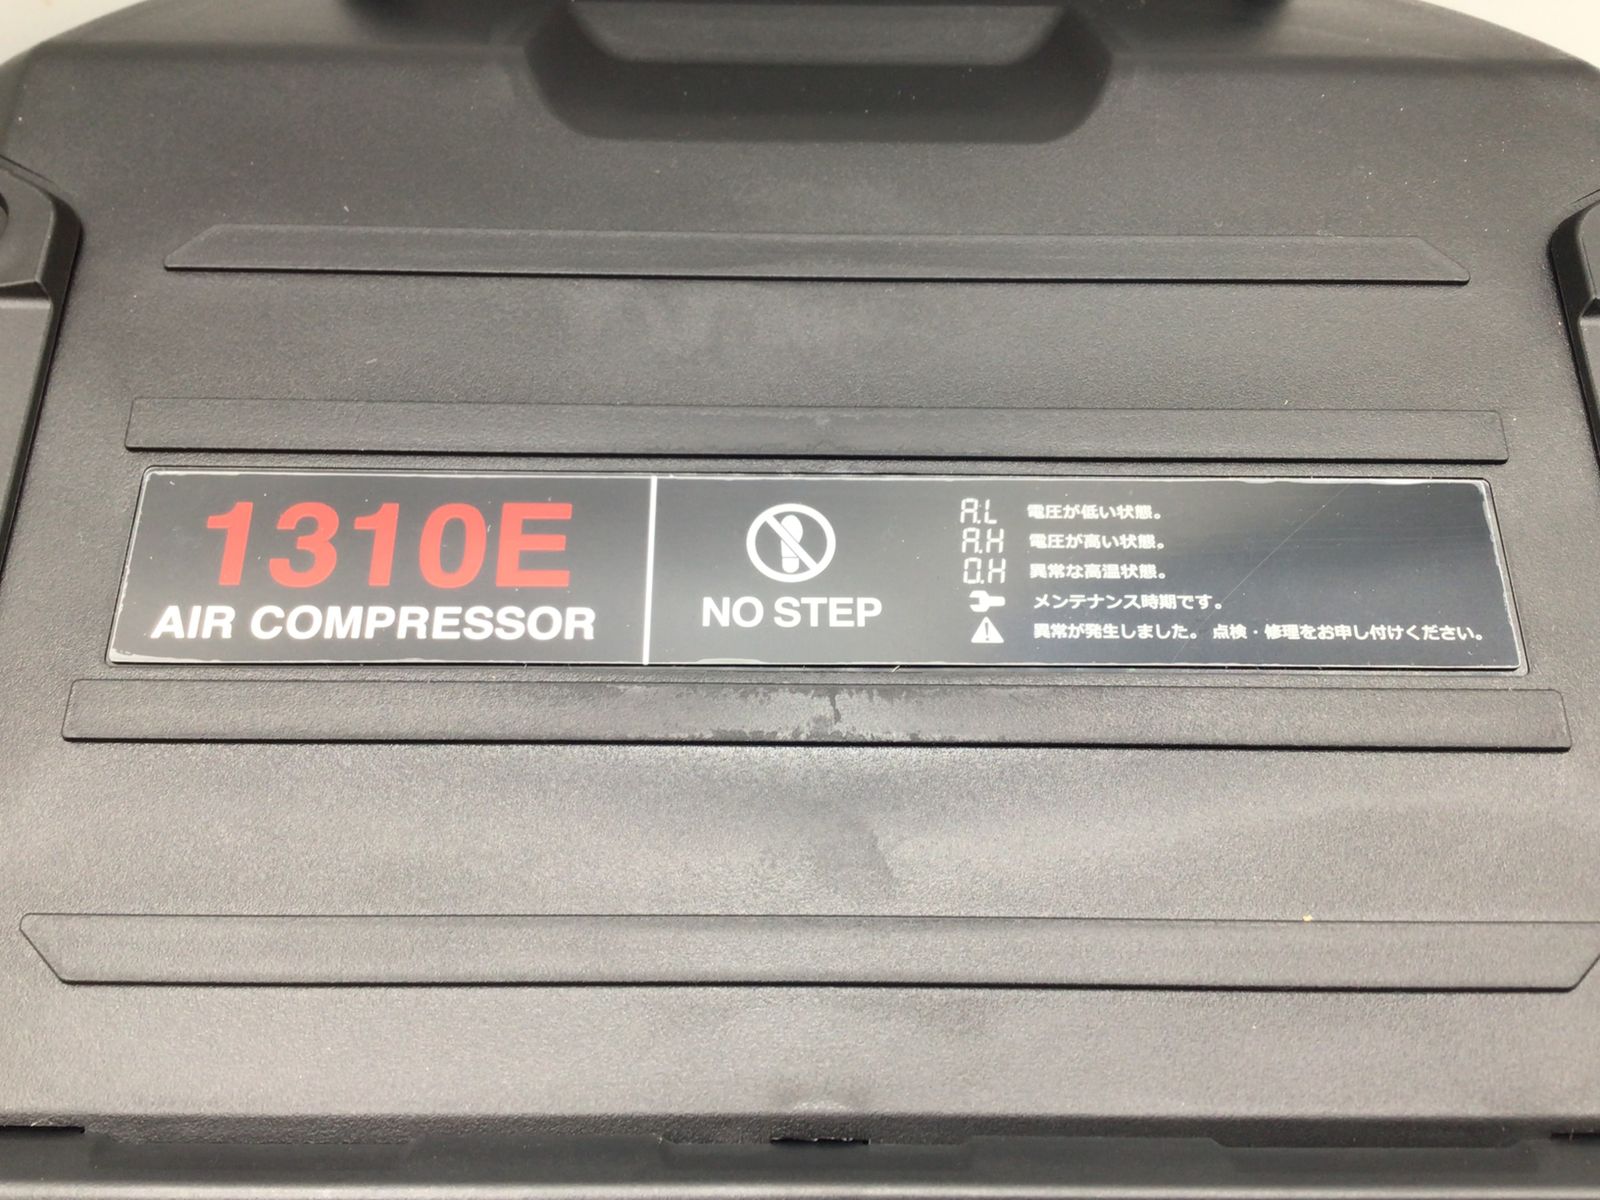 1310E
AIR COMPRESSOR
NO STEP
A.L 電圧が低い状態。
A.H 電圧が高い状態。
O.H 異常な高温状態。
メンテナンス時期です。
異常が発生しました。点検・修理をお申し付けください。